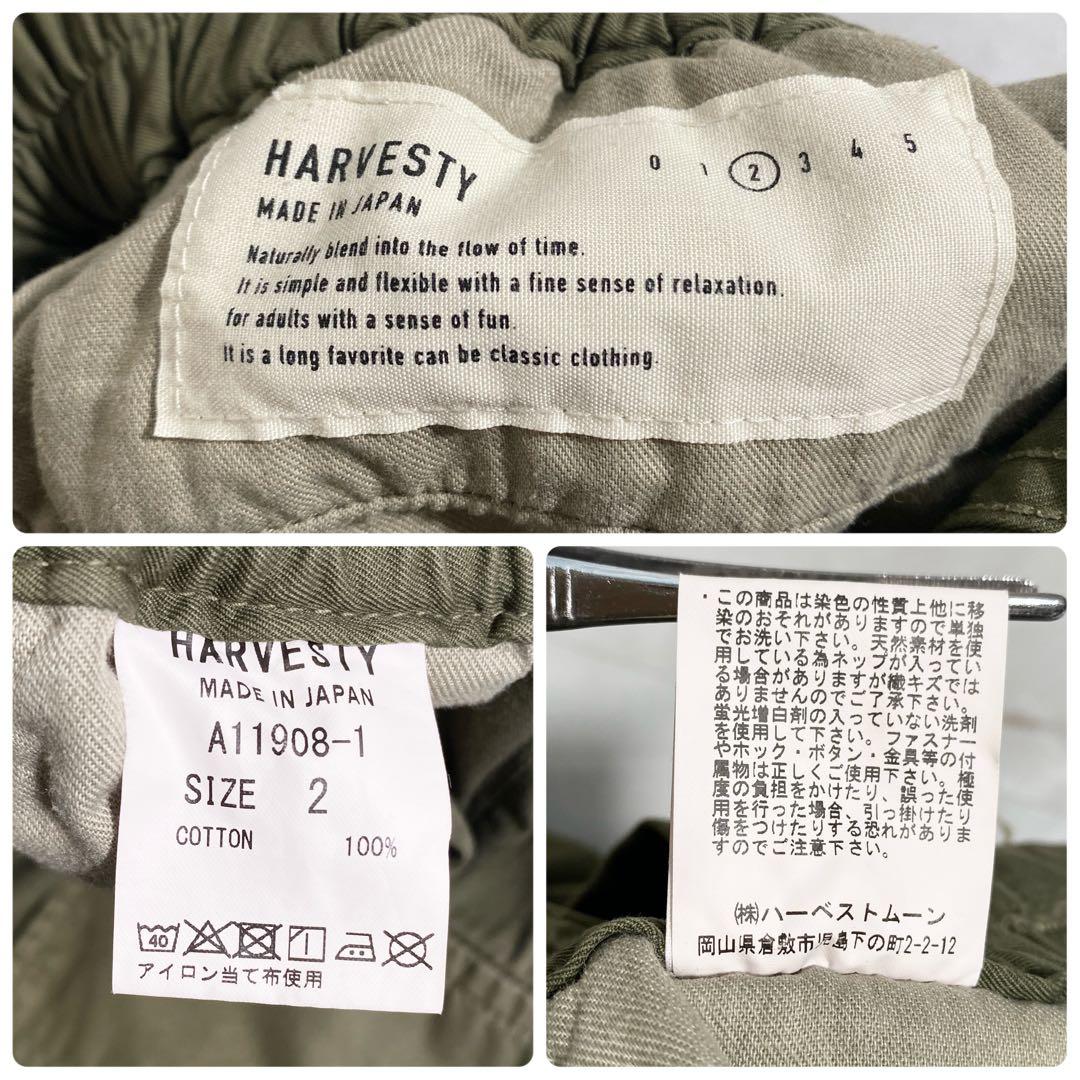 HARVESTY
MADE IN JAPAN
0 1 2 3 4 5
Naturally blend into the flow of time.
It is simple and flexible with a fine sense of relaxation.
for adults with a sense of fun.
It is a long favorite can be classic clothing.
HARVESTY
MADE IN JAPAN
A11908-1
SIZE 2
COTTON 100%
40
アイロン当て布使用
・この商品は染色の性質上他に移
染のおそれがありますので単独
でお洗い下さい。天然素材を使
用している為ネップが入ってい
る場合がありますが織キズでは
ありませんのでご了承下さい。
蛍光増白剤の入っていない洗剤
を使用して下さい。ファスナー
やホック・ボタン・金具等の付
属物は正しくご使用下さい。極
度の負担をかけたり、誤った使
用を行った場合、引っ掛けたり
傷をつけたりする恐れがありま
すのでご注意下さい。
㈱ハーベストムーン
岡山県倉敷市児島下の町2-2-12